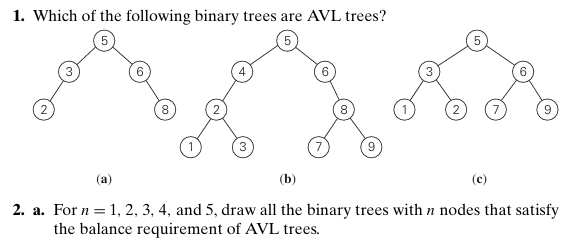 1. Which of the following binary trees are AVL trees?
5 5 5
3 6 4 6 3 6
2 8 2 8 1 2 7 9
1 3 7 9
(a) (b) (c)
2. a. For n = 1, 2, 3, 4, and 5, draw all the binary trees with n nodes that satisfy
the balance requirement of AVL trees.